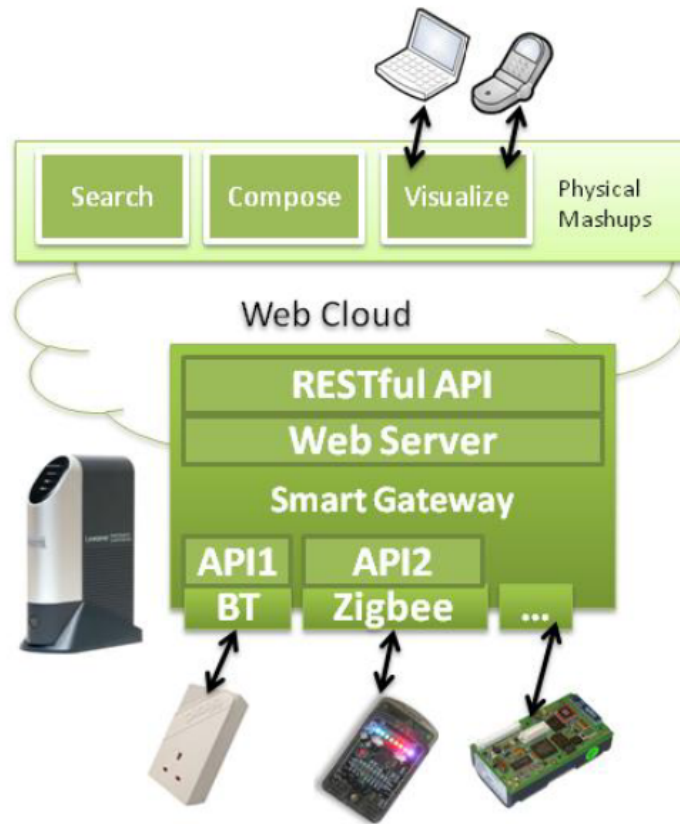 Search
Compose
Visualize
Physical
Mashups
Web Cloud
RESTful API
Web Server
Smart Gateway
API1
API2
BT
Zigbee
...